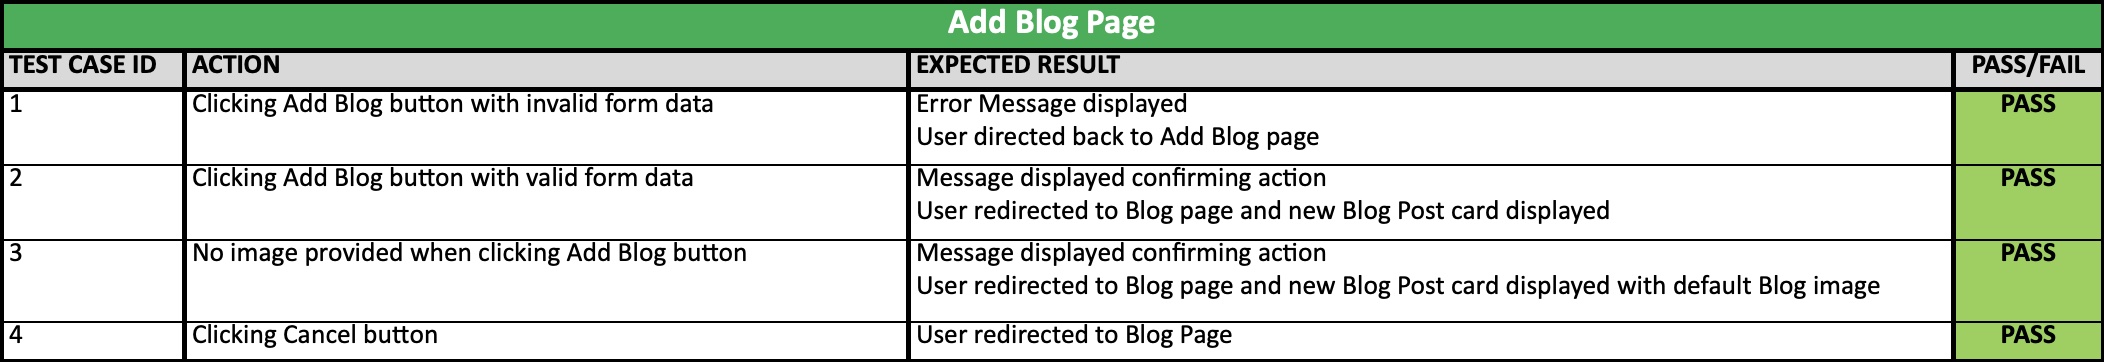 Add Blog Page
TEST CASE ID ACTION EXPECTED RESULT PASS/FAIL
1 Clicking Add Blog button with invalid form data Error Message displayed PASS
User directed back to Add Blog page
2 Clicking Add Blog button with valid form data Message displayed confirming action PASS
User redirected to Blog page and new Blog Post card displayed
3 No image provided when clicking Add Blog button Message displayed confirming action PASS
User redirected to Blog page and new Blog Post card displayed with default Blog image
4 Clicking Cancel button User redirected to Blog Page PASS